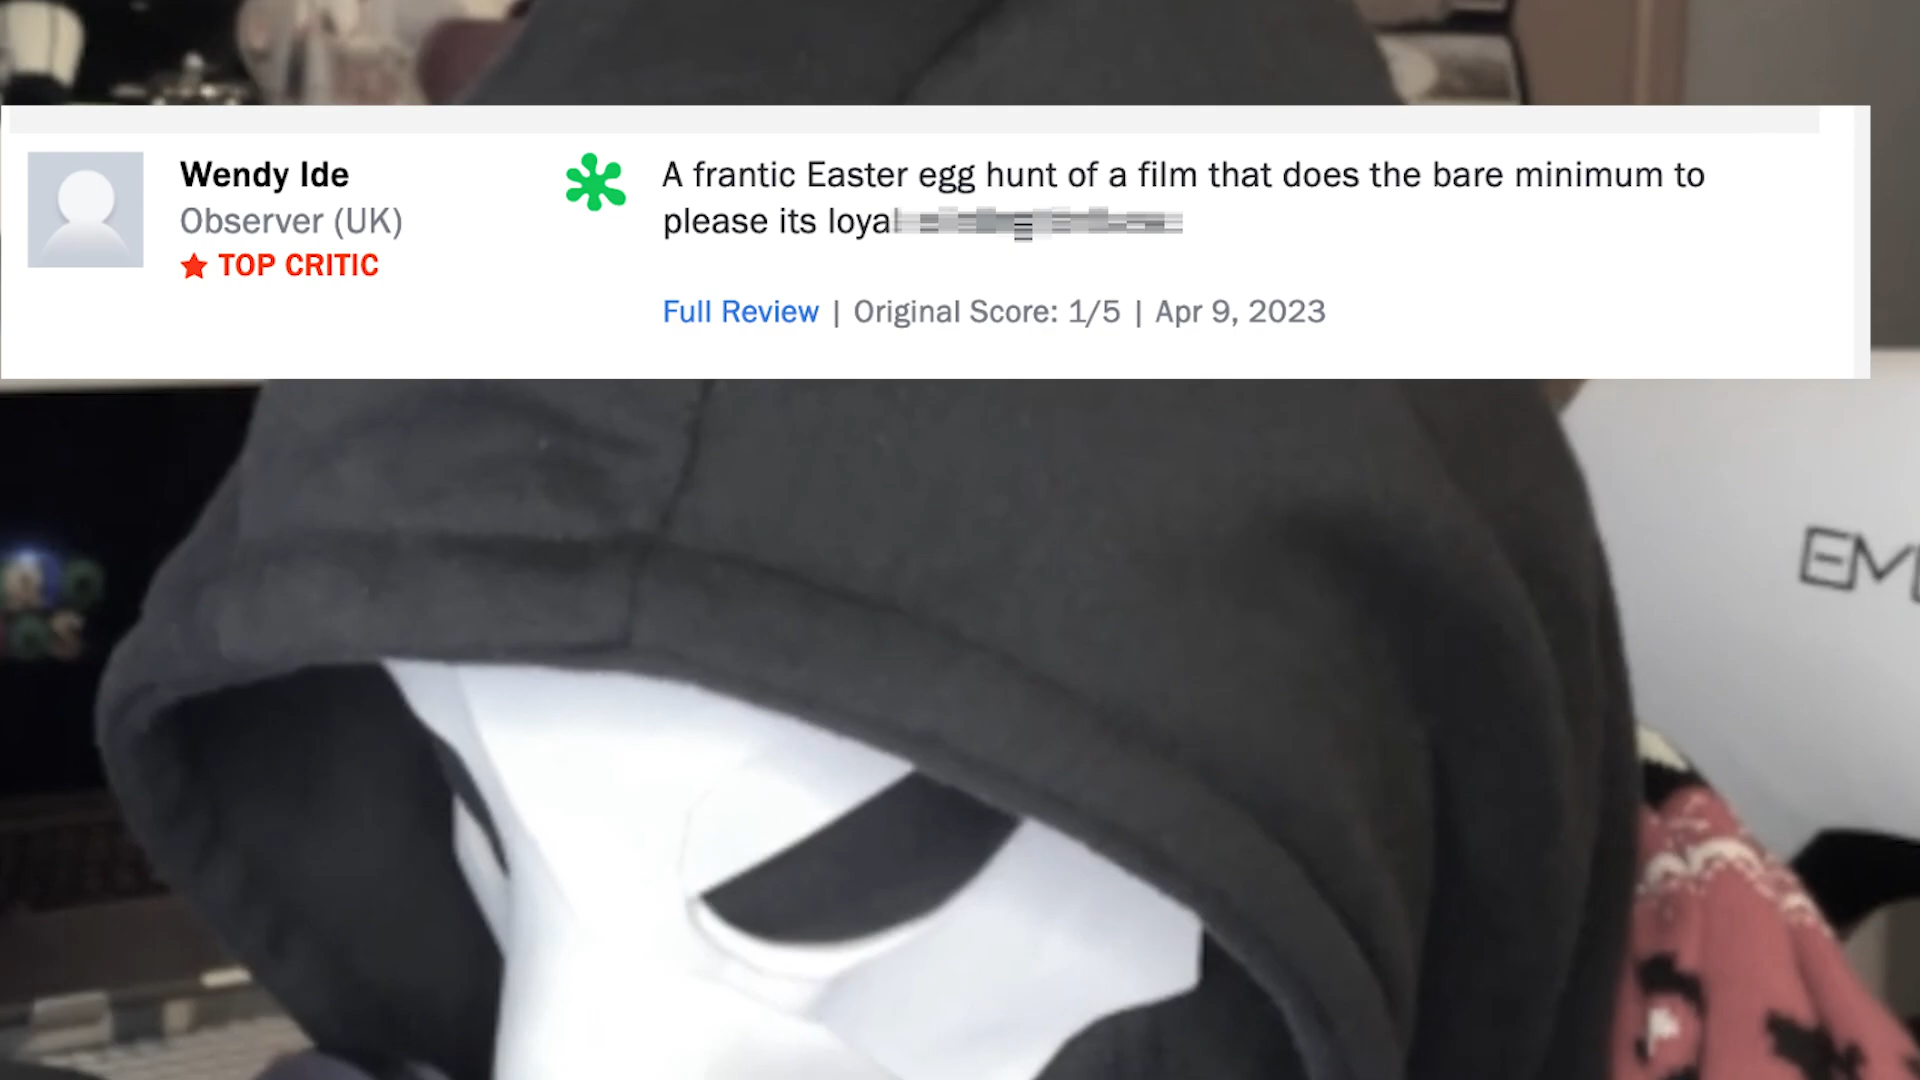 Wendy Ide
Observer (UK)
TOP CRITIC
A frantic Easter egg hunt of a film that does the bare minimum to
please its loyal
Full Review | Original Score: 1/5 | Apr 9, 2023
EM